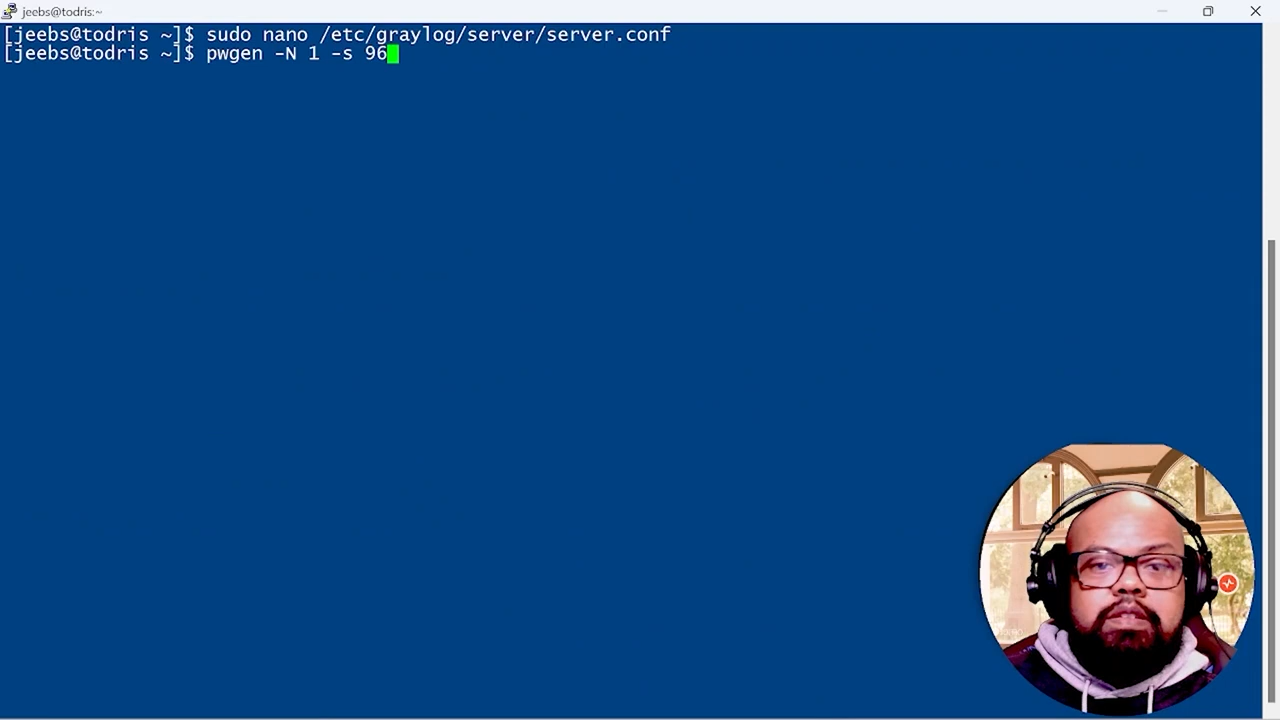 jeebs@todris:~
[jeebs@todris ~]$ sudo nano /etc/graylog/server/server.conf
[jeebs@todris ~]$ pwgen -N 1 -s 96